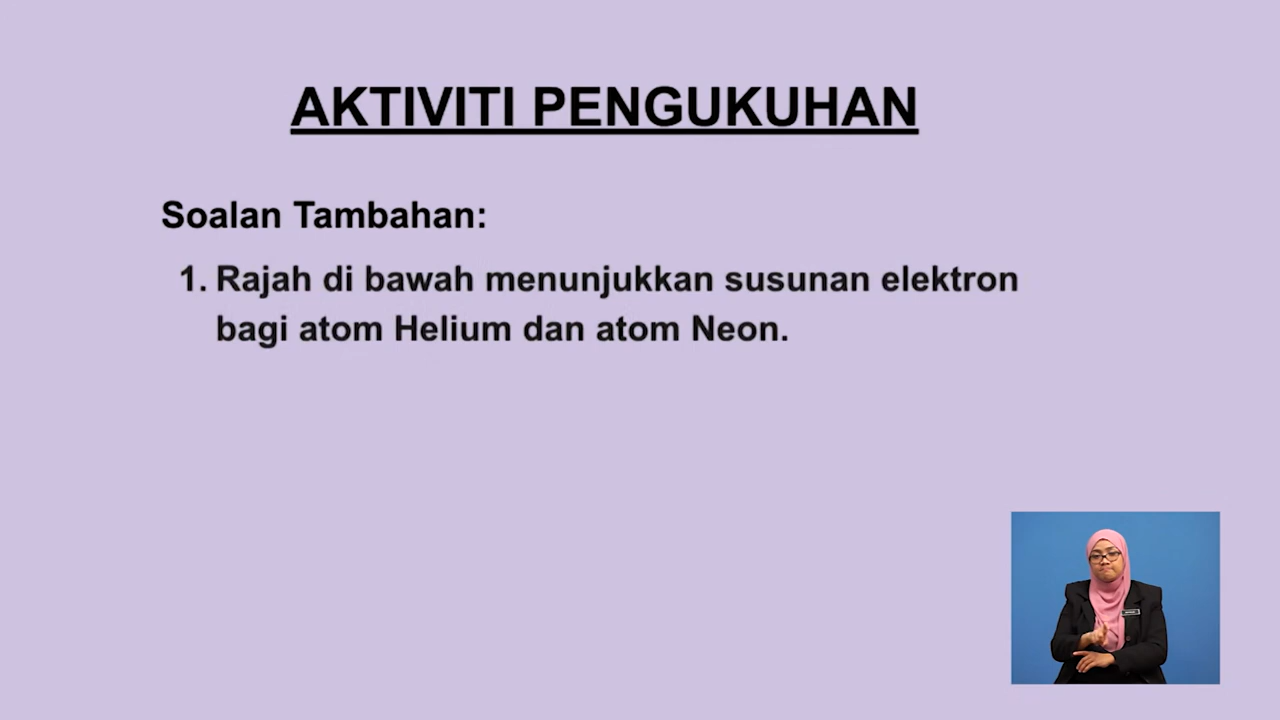 AKTIVITI PENGUKUHAN
Soalan Tambahan:
1. Rajah di bawah menunjukkan susunan elektron
bagi atom Helium dan atom Neon.